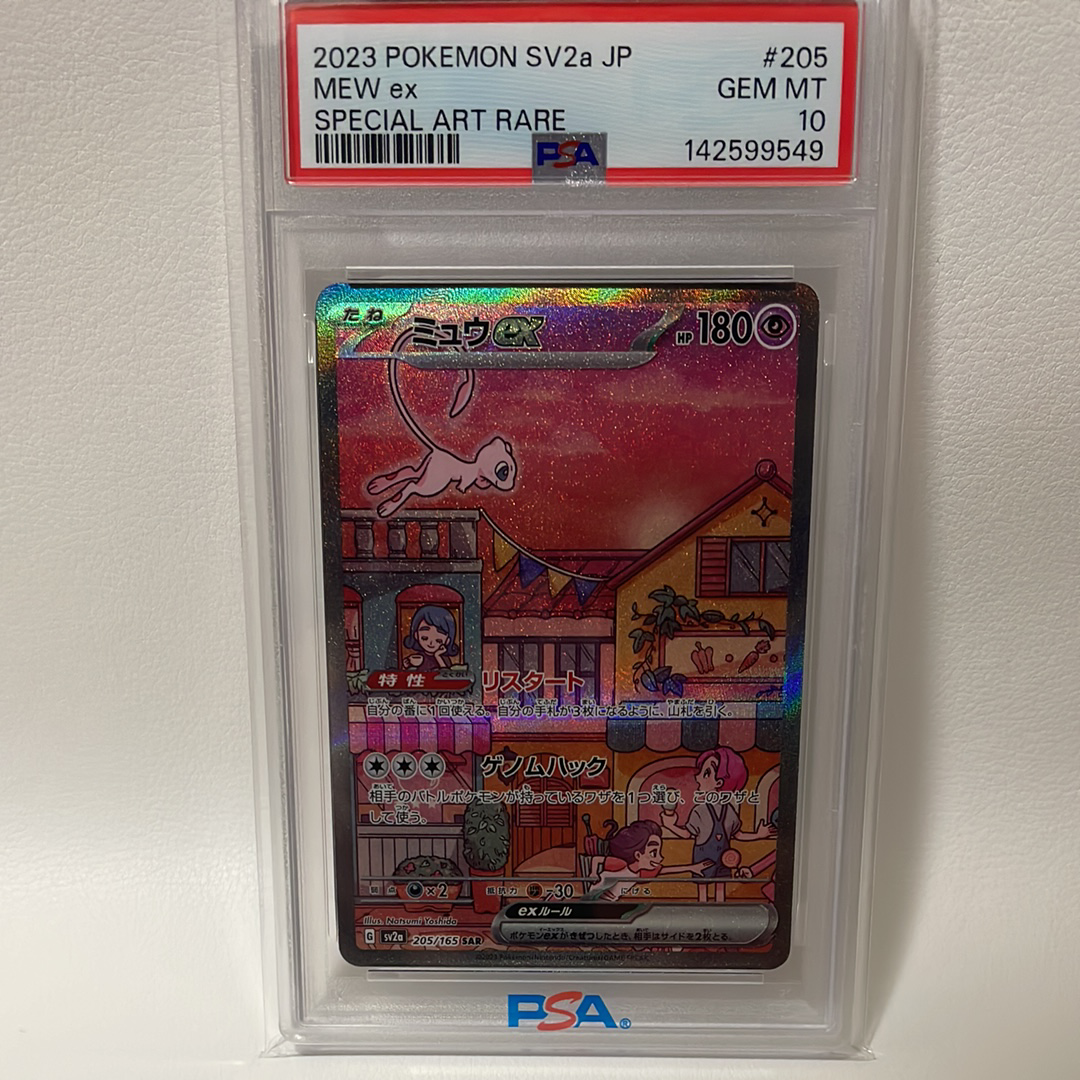 2023 POKEMON SV2a JP #205
MEW ex GEM MT
SPECIAL ART RARE 10
PSA 142599549
たね ミュウex HP 180
特性 リスタート
自分の番に1回使える。自分の手札が3枚になるように、山札を引く。
ゲノムハック
相手のバトルポケモンが持っているワザを1つ選び、このワザと
して使う。
弱点 ×2 抵抗力 -30 にげる
Illus. Natsumi Yoshida
exルール
ポケモンexがきぜつしたとき、相手はサイドを2枚とる。
G sv2a 205/165 SAR
PSA®